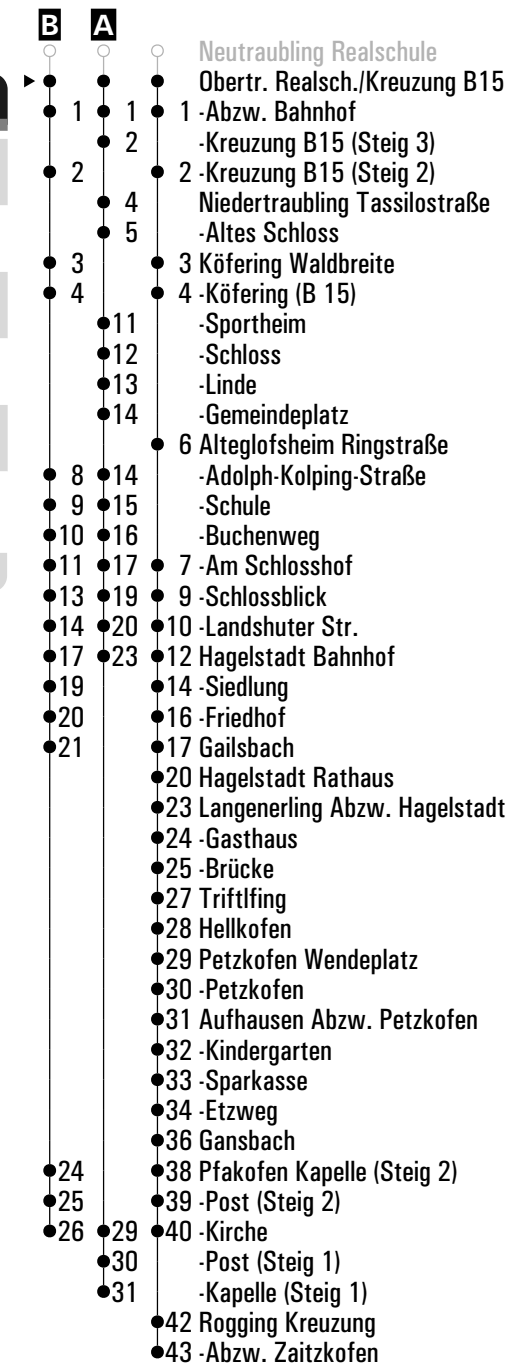 B A
Neutraubling Realschule
Obertr. Realsch./Kreuzung B15
1 1 1 -Abzw. Bahnhof
2 -Kreuzung B15 (Steig 3)
2 2 -Kreuzung B15 (Steig 2)
4 Niedertraubling Tassilostraße
5 -Altes Schloss
3 3 Köfering Waldbreite
4 4 -Köfering (B 15)
11 -Sportheim
12 -Schloss
13 -Linde
14 -Gemeindeplatz
6 Alteglofsheim Ringstraße
8 14 -Adolph-Kolping-Straße
9 15 -Schule
10 16 -Buchenweg
11 17 7 -Am Schlosshof
13 19 9 -Schlossblick
14 20 10 -Landshuter Str.
17 23 12 Hagelstadt Bahnhof
19 14 -Siedlung
20 16 -Friedhof
21 17 Gailsbach
20 Hagelstadt Rathaus
23 Langenerling Abzw. Hagelstadt
24 -Gasthaus
25 -Brücke
27 Triftlfing
28 Hellkofen
29 Petzkofen Wendeplatz
30 -Petzkofen
31 Aufhausen Abzw. Petzkofen
32 -Kindergarten
33 -Sparkasse
34 -Etzweg
36 Gansbach
24 38 Pfakofen Kapelle (Steig 2)
25 39 -Post (Steig 2)
26 29 40 -Kirche
30 -Post (Steig 1)
31 -Kapelle (Steig 1)
42 Rogging Kreuzung
43 -Abzw. Zaitzkofen